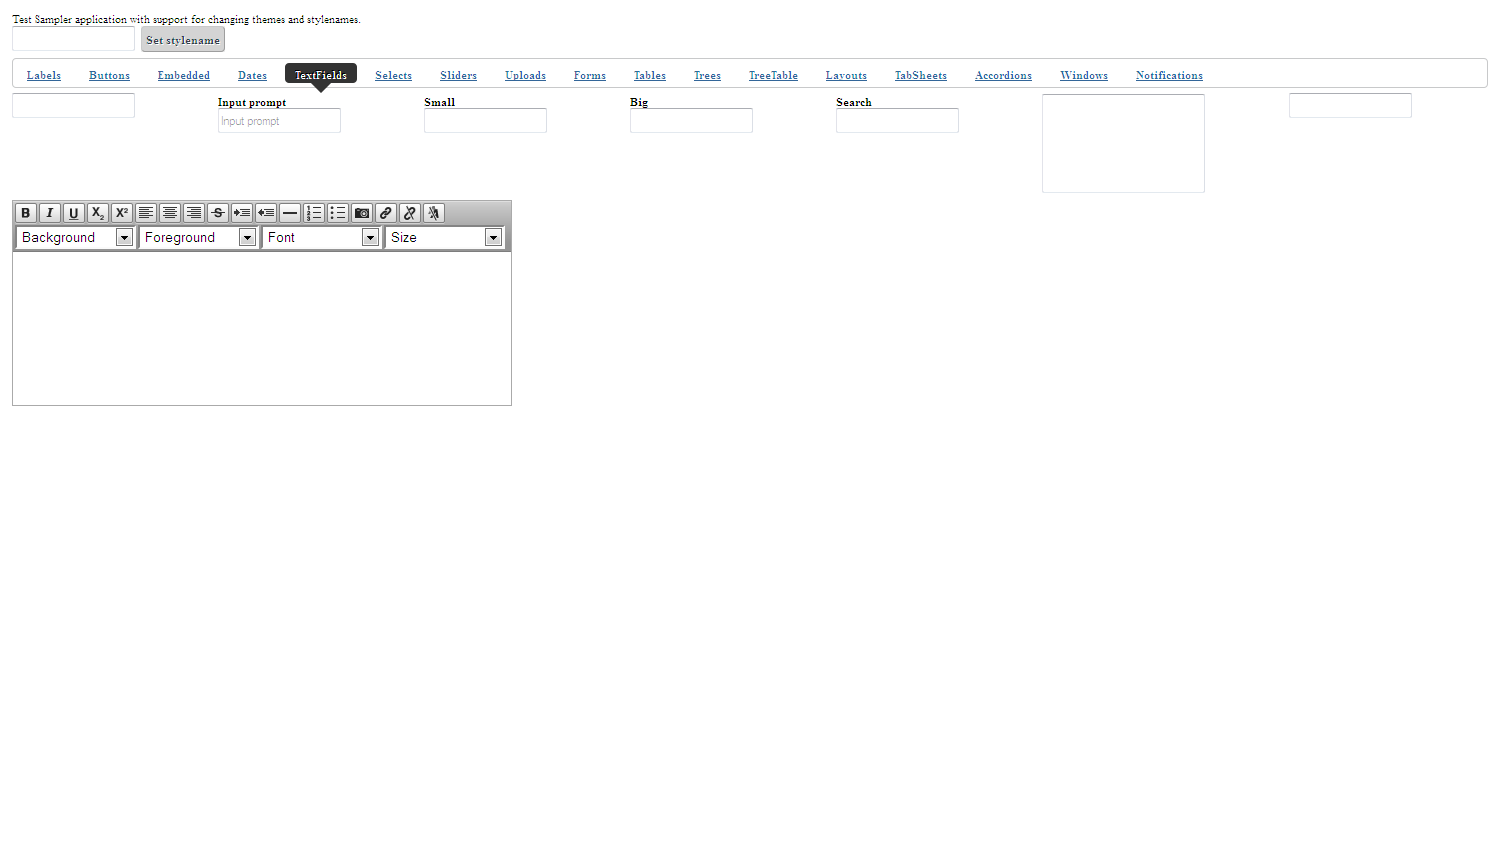 Test Sampler application with support for changing themes and stylenames.
Set stylename
Labels Buttons Embedded Dates TextFields Selects Sliders Uploads Forms Tables Trees TreeTable Layouts TabSheets Accordions Windows Notifications
Input prompt Small Big Search
Input prompt
B I U X2 X² S
Background Foreground Font Size